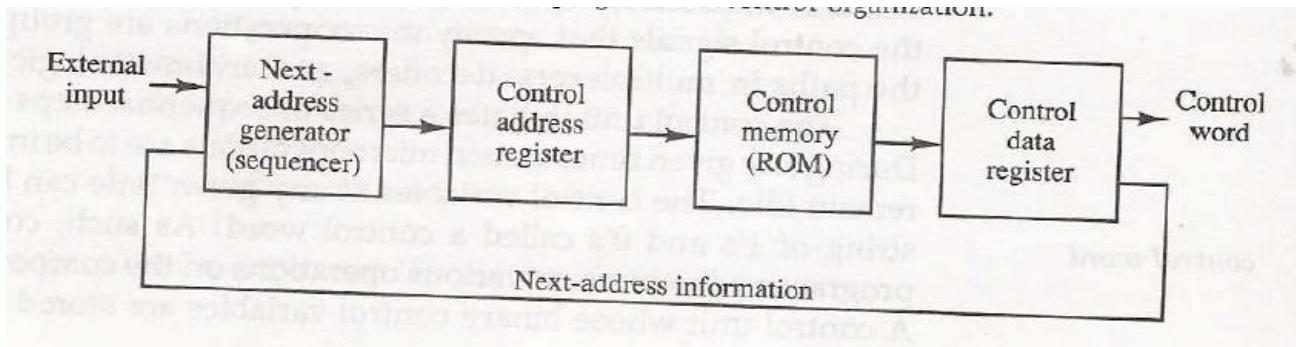 External
input
Next -
address
generator
(sequencer)
Control
address
register
Control
memory
(ROM)
Control
data
register
Control
word
Next-address information